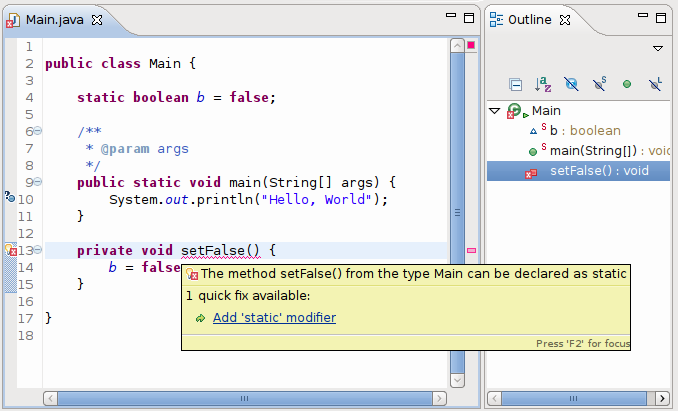 Main.java
1
2 public class Main {
3
4 static boolean b = false;
5
6 /**
7 * @param args
8 */
9 public static void main(String[] args) {
10 System.out.println("Hello, World");
11 }
12
13 private void setFalse() {
14 b = false
15 }
16
17 }
18
The method setFalse() from the type Main can be declared as static
1 quick fix available:
Add 'static' modifier
Press 'F2' for focus
Outline
Main
b : boolean
main(String[]) : void
setFalse() : void